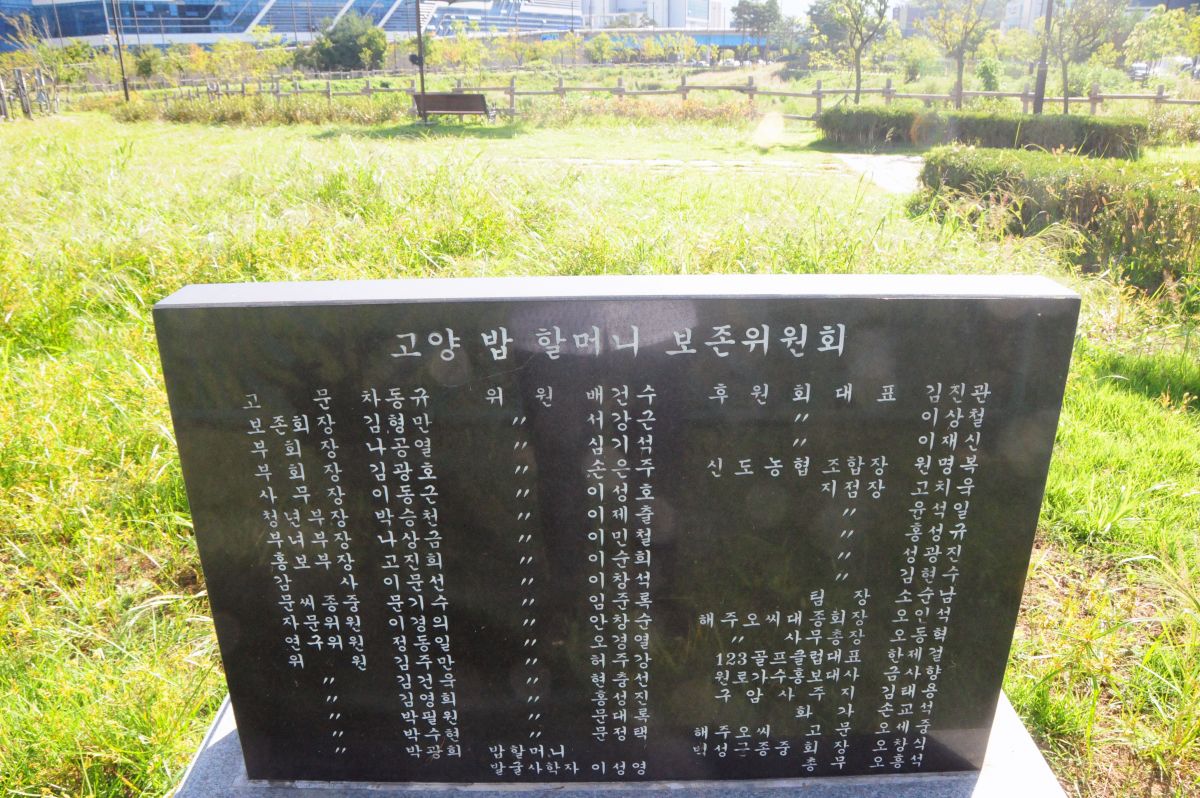 고양 밥 할머니 보존위원회
고 문 차동규
보존회장 김형만
부회장 나공열
부회장 김광호
사무장 이동근
청년부장 박승천
부녀부장 나상금
홍보부장 고진희
감 사 이문선
문씨종중 문기수
자문위원 이경의
연구위원 정동일
위 원 김주만
〃 김건
〃 김영희
〃 박필원
〃 박수현
〃 박광희
위 원 배건수
〃 서강근
〃 심기석
〃 손은주
〃 이성호
〃 이제출
〃 이민철
〃 이순희
〃 이창석
〃 임준록
〃 안창순
〃 오경열
〃 허주강
〃 현충선
〃 홍성진
〃 문대록
〃 문정택
밥할머니
발굴사학자 이성영
후원회대표 김진관
〃 이상철
〃 이재신
신도농협 조합장 원명복
지점장 고치욱
〃 윤석일
〃 홍성규
〃 성광진
〃 김현수
팀 장 소순남
해주오씨대종회장 오인석
〃 사무총장 오동혁
123골프클럽대표 한제걸
원로가수홍보대사 금사향
구암사 주지 김태용
화가 손교석
해주오씨 고문 오세중
벽성근종중 회장 오창식
총무 오흥석